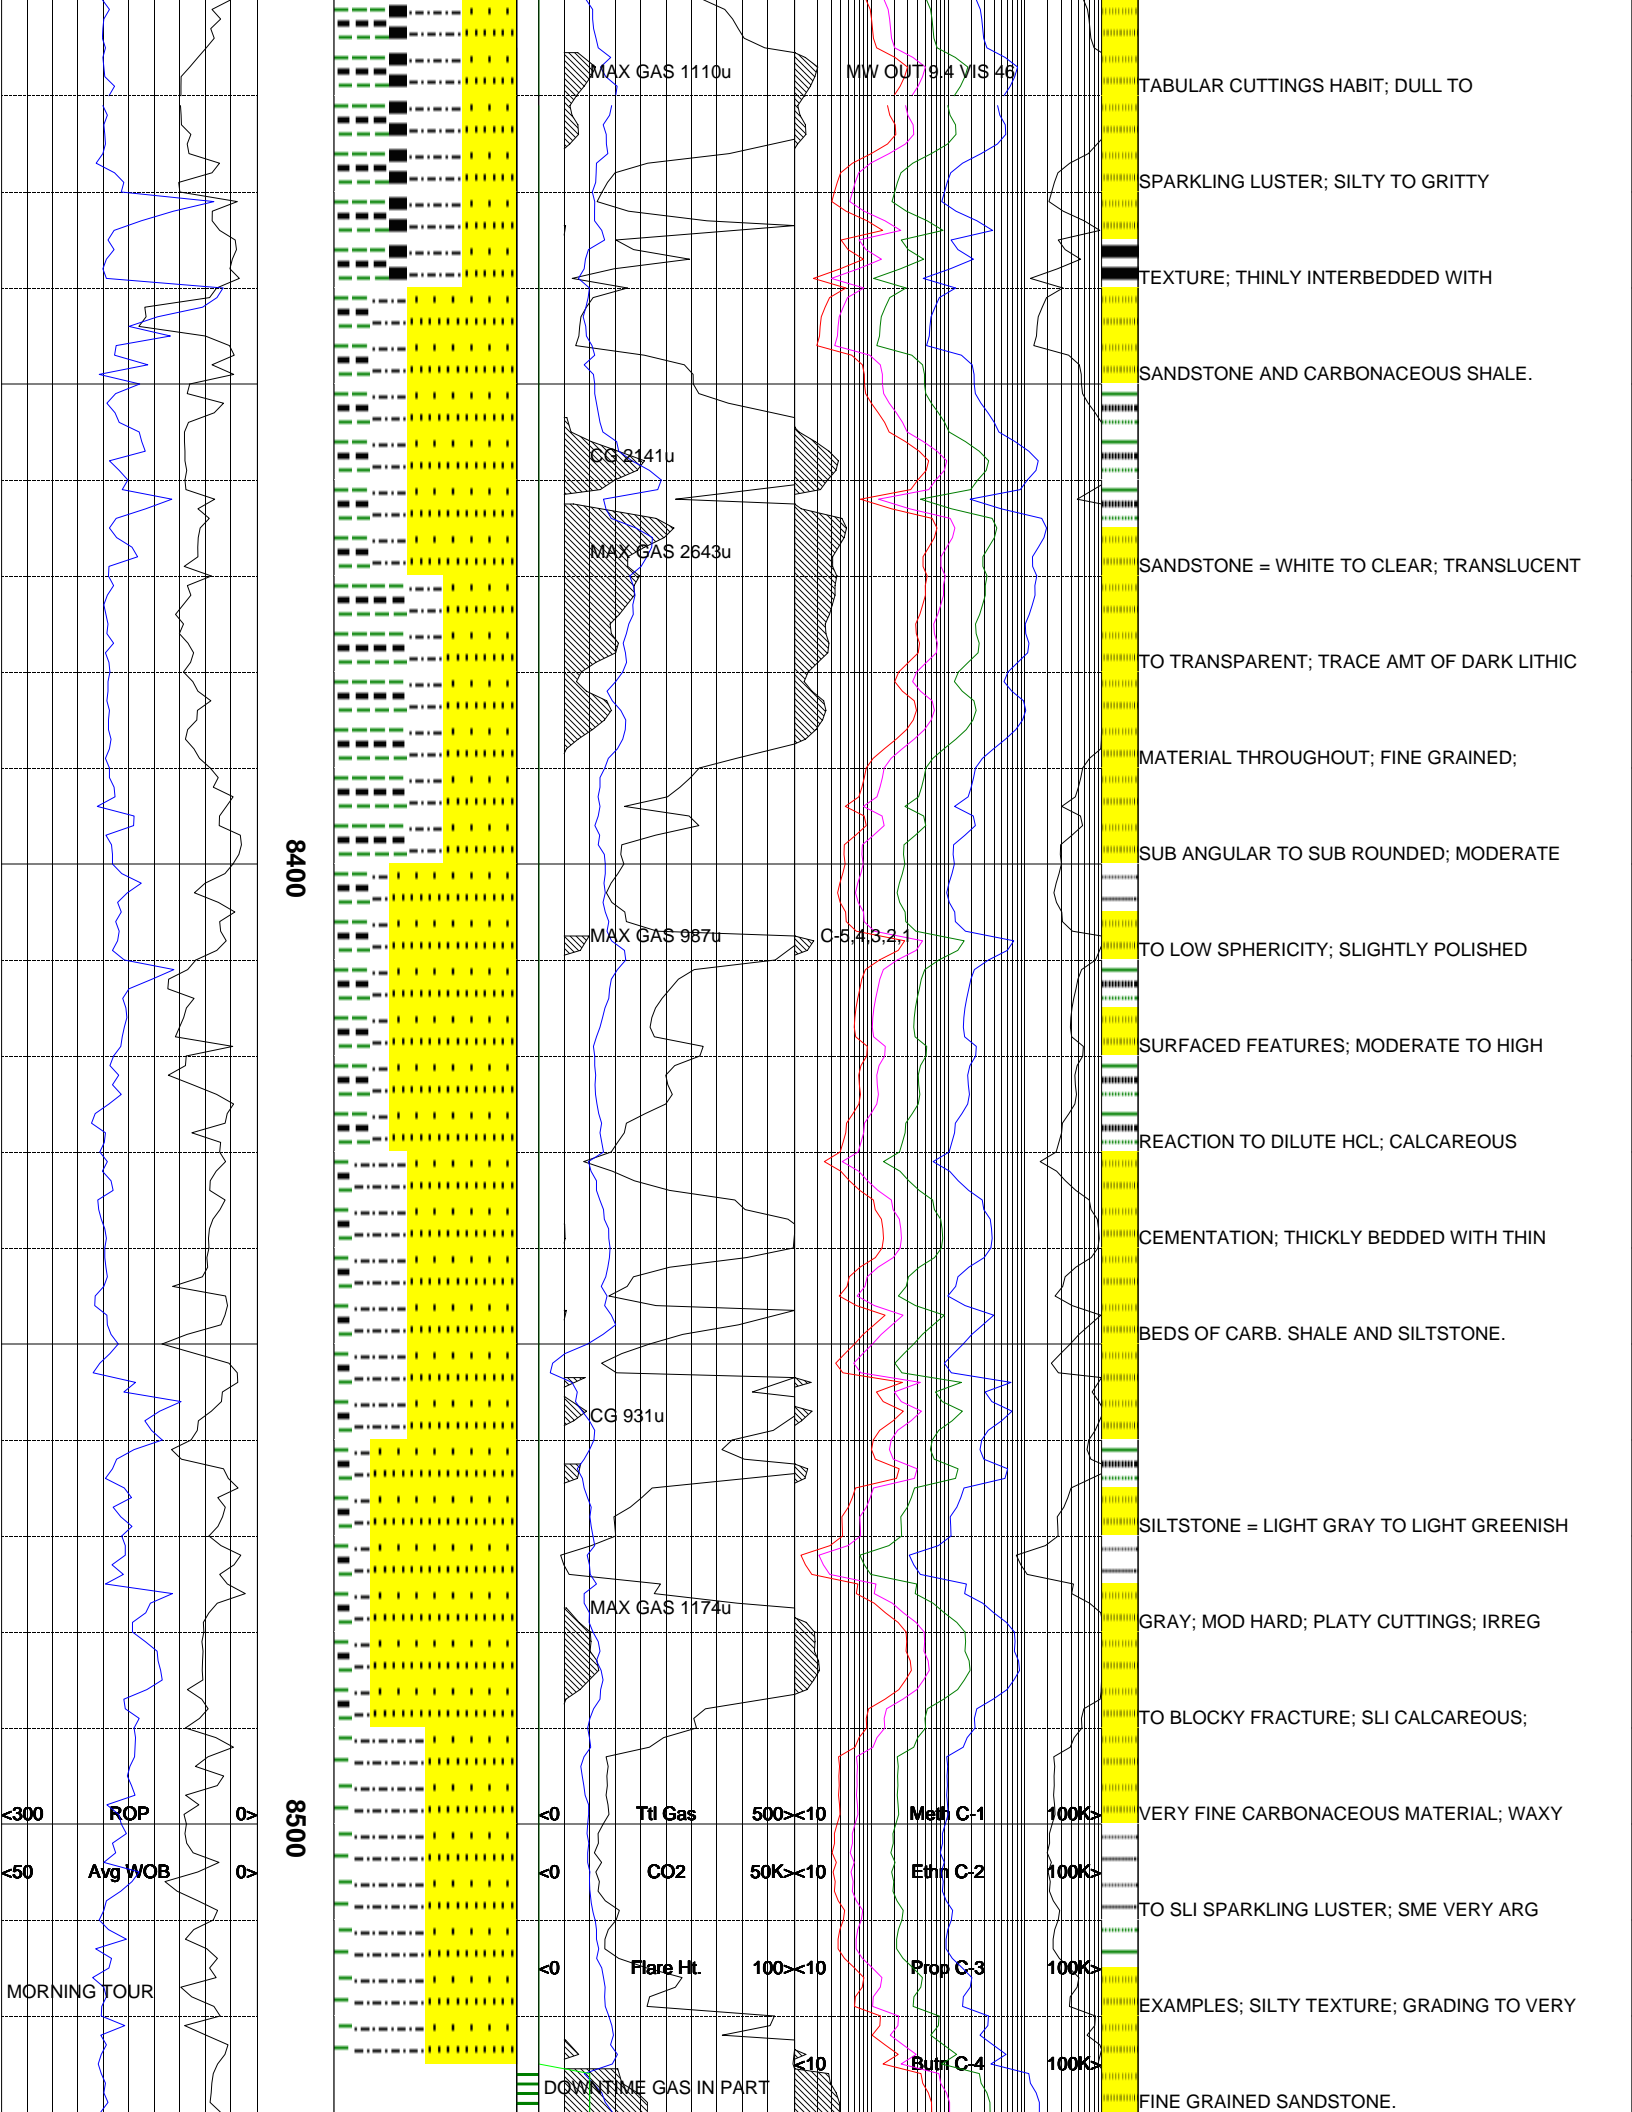 MAX GAS 1110u
MW OUT 9.4 VIS 46
TABULAR CUTTINGS HABIT; DULL TO
SPARKLING LUSTER; SILTY TO GRITTY
TEXTURE; THINLY INTERBEDDED WITH
SANDSTONE AND CARBONACEOUS SHALE.
CG 2141u
MAX GAS 2643u
SANDSTONE = WHITE TO CLEAR; TRANSLUCENT
TO TRANSPARENT; TRACE AMT OF DARK LITHIC
MATERIAL THROUGHOUT; FINE GRAINED;
8400
SUB ANGULAR TO SUB ROUNDED; MODERATE
MAX GAS 987u
C-5,4,3,2,1
TO LOW SPHERICITY; SLIGHTLY POLISHED
SURFACED FEATURES; MODERATE TO HIGH
REACTION TO DILUTE HCL; CALCAREOUS
CEMENTATION; THICKLY BEDDED WITH THIN
BEDS OF CARB. SHALE AND SILTSTONE.
CG 931u
SILTSTONE = LIGHT GRAY TO LIGHT GREENISH
MAX GAS 1174u
GRAY; MOD HARD; PLATY CUTTINGS; IRREG
TO BLOCKY FRACTURE; SLI CALCAREOUS;
<300 ROP 0>
8500
<0 Ttl Gas 500>
<10 Meth C-1 100K>
VERY FINE CARBONACEOUS MATERIAL; WAXY
<50 Avg WOB 0>
<0 CO2 50K>
<10 Ethn C-2 100K>
TO SLI SPARKLING LUSTER; SME VERY ARG
<0 Flare Ht. 100>
<10 Prop C-3 100K>
MORNING TOUR
EXAMPLES; SILTY TEXTURE; GRADING TO VERY
<10 Butn C-4 100K>
DOWNTIME GAS IN PART
FINE GRAINED SANDSTONE.